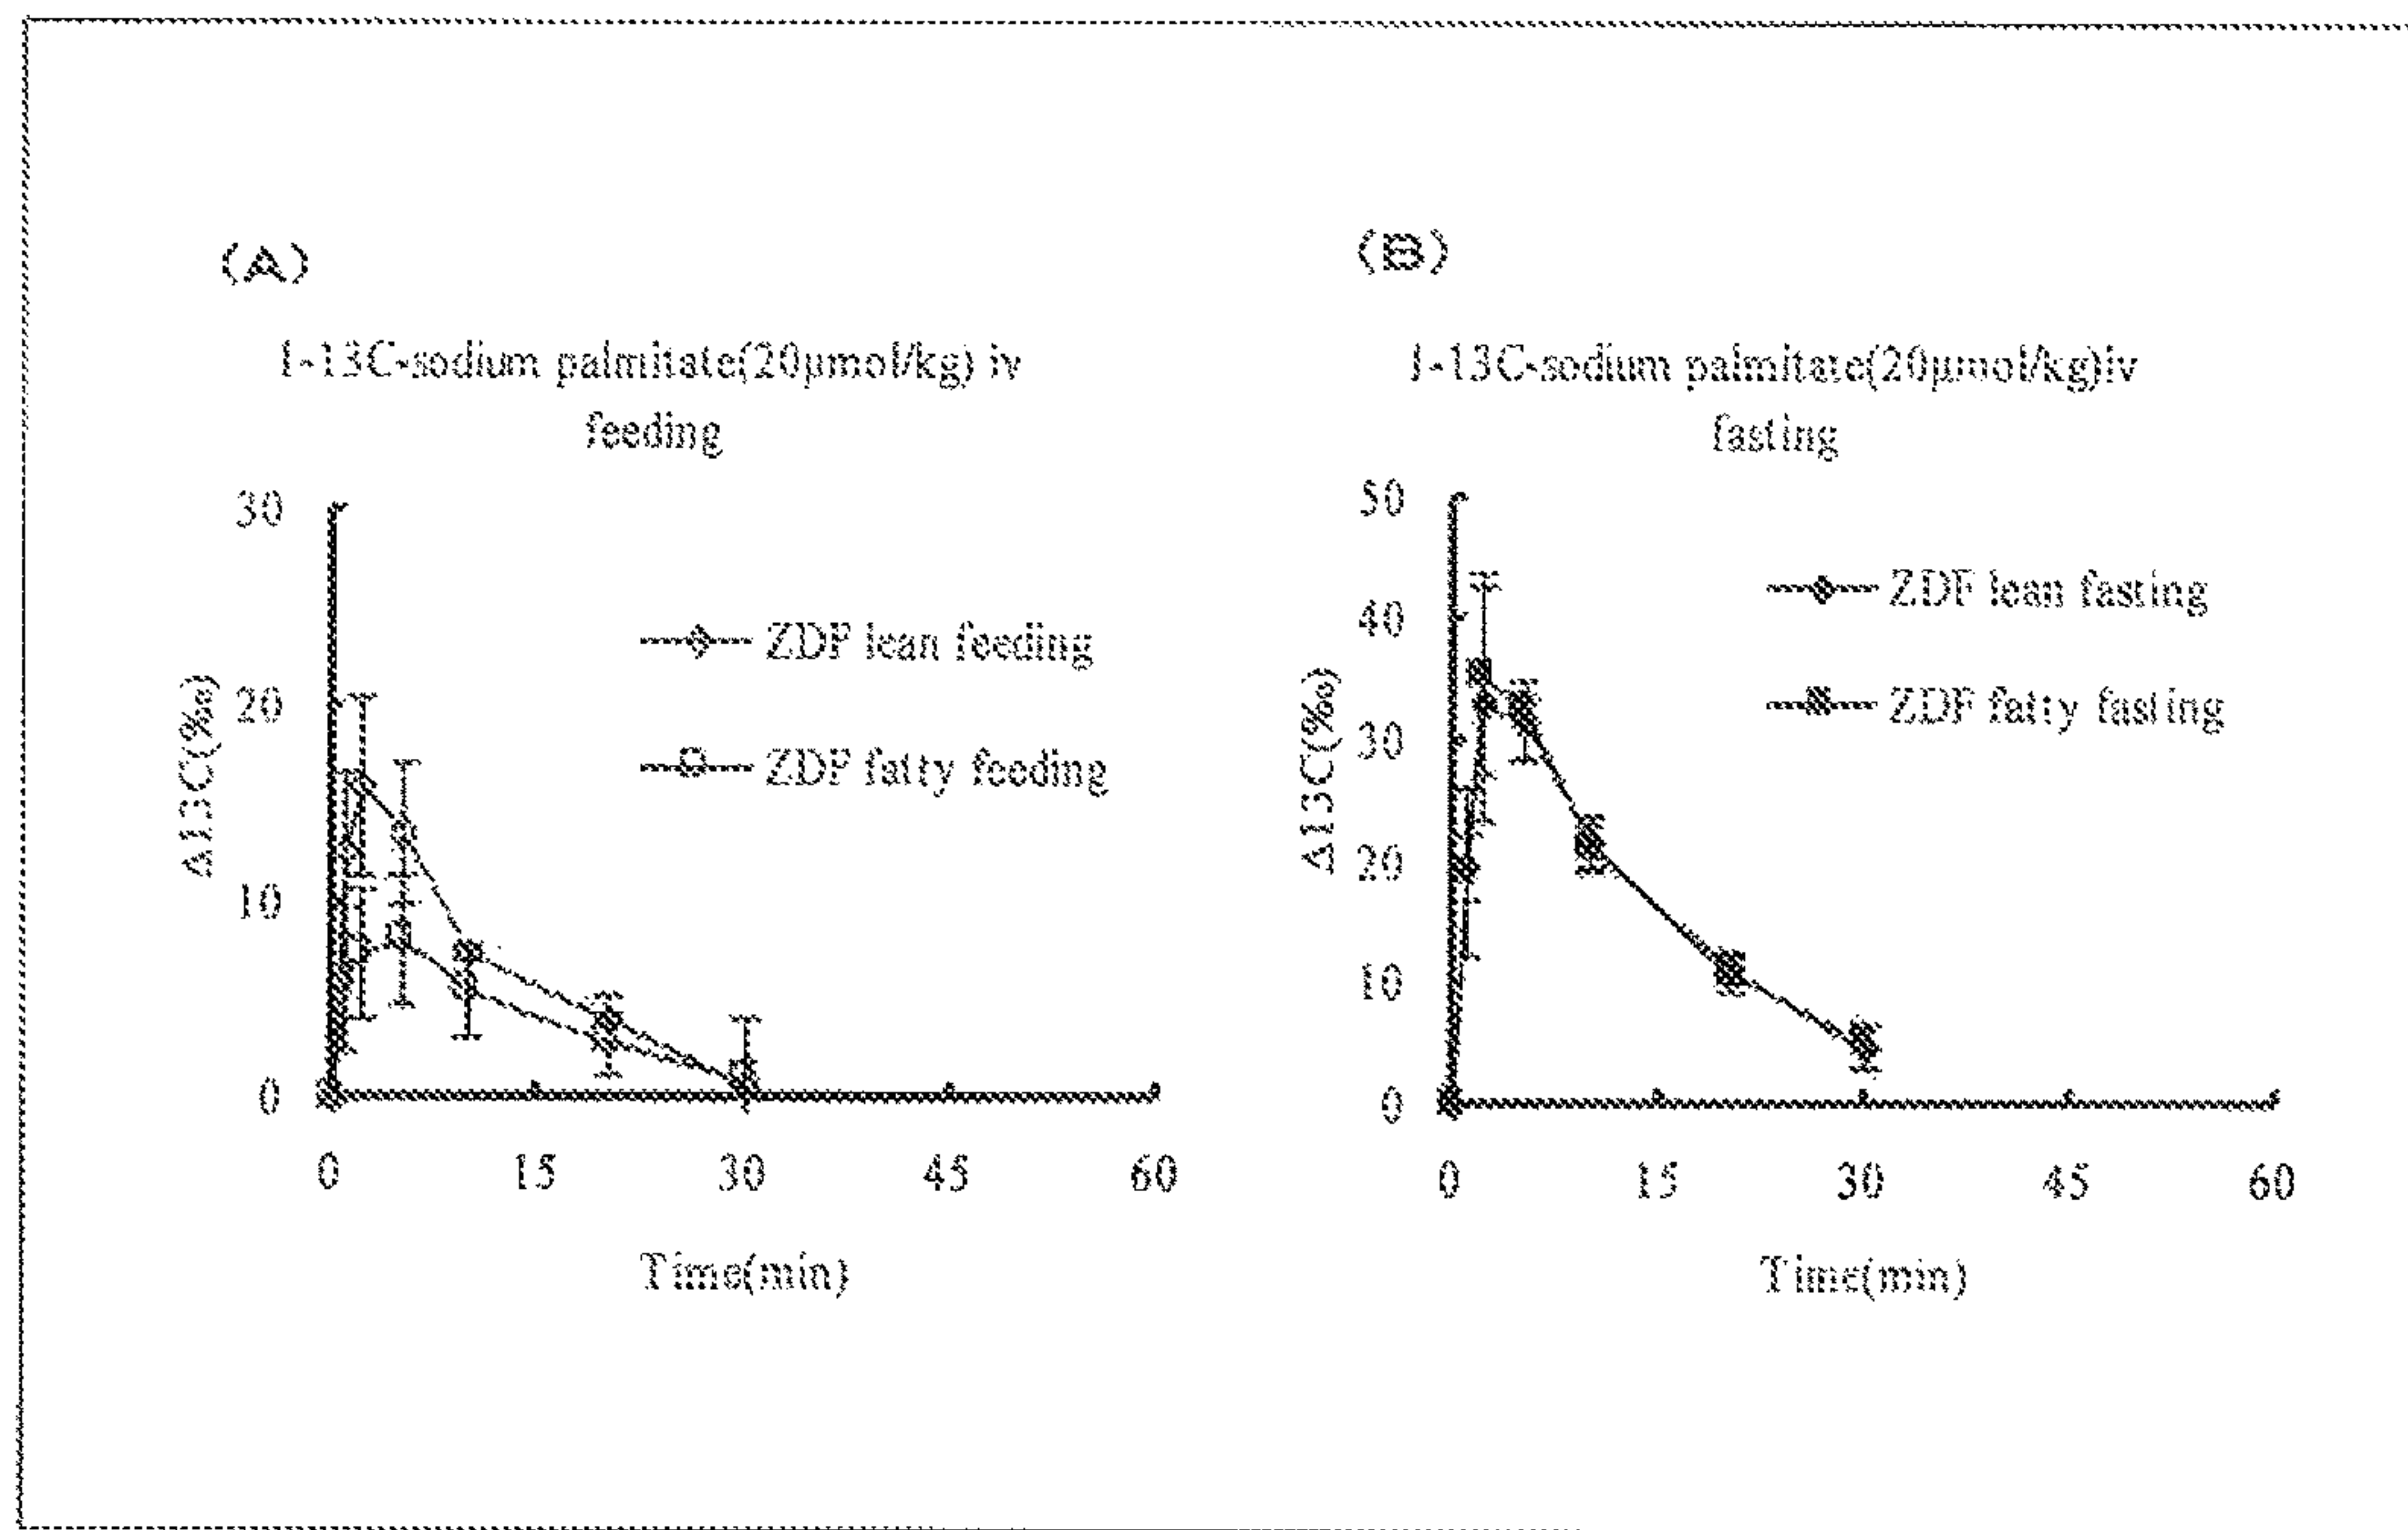 (A)
1-13C-sodium palmitate(20μmol/kg) iv
feeding
30
20
10
0
Δ13C(‰)
ZDF lean feeding
ZDF fatty feeding
0 15 30 45 60
Time(min)
(B)
1-13C-sodium palmitate(20μmol/kg)iv
fasting
50
40
30
20
10
0
Δ13C(‰)
ZDF lean fasting
ZDF fatty fasting
0 15 30 45 60
Time(min)